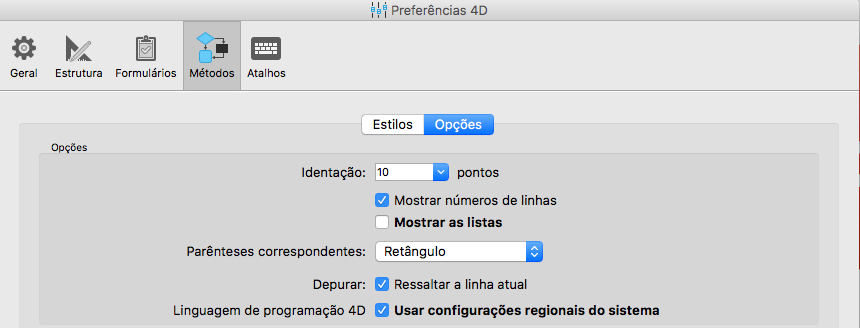 Preferências 4D
Geral Estrutura Formulários Métodos Atalhos
Estilos Opções
Opções
Identação: 10 pontos
Mostrar números de linhas
Mostrar as listas
Parênteses correspondentes: Retângulo
Depurar: Ressaltar a linha atual
Linguagem de programação 4D Usar configurações regionais do sistema